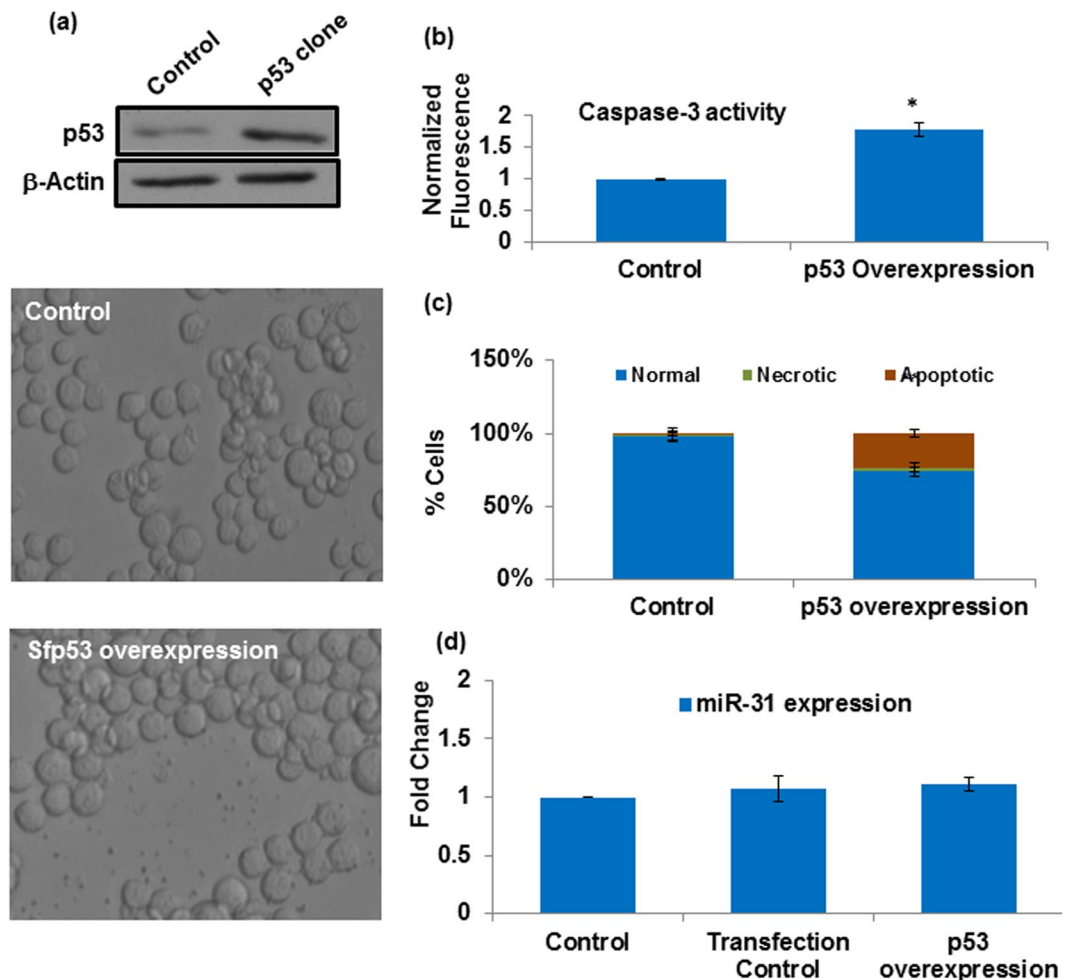 (a)
Control
p53 clone
p53
β-Actin
Control
Sfp53 overexpression
(b)
Caspase-3 activity
*
Normalized
Fluorescence
2
1.5
1
0.5
0
Control
p53 Overexpression
(c)
150%
100%
50%
0%
% Cells
Normal
Necrotic
Apoptotic
*
Control
p53 overexpression
(d)
2
1.5
1
0.5
0
Fold Change
miR-31 expression
Control
Transfection
Control
p53
overexpression